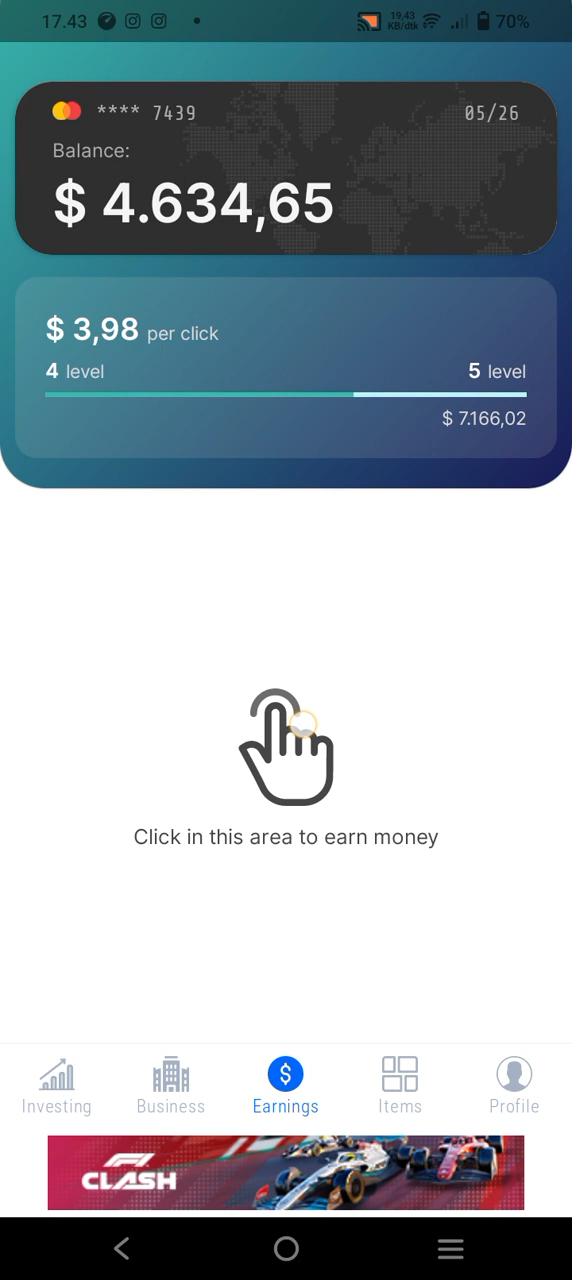 17.43 19,43 KB/dtk 70%
**** 7439 05/26
Balance:
$ 4.634,65
$ 3,98 per click
4 level 5 level
$ 7.166,02
Click in this area to earn money
Investing Business Earnings Items Profile
F1
CLASH